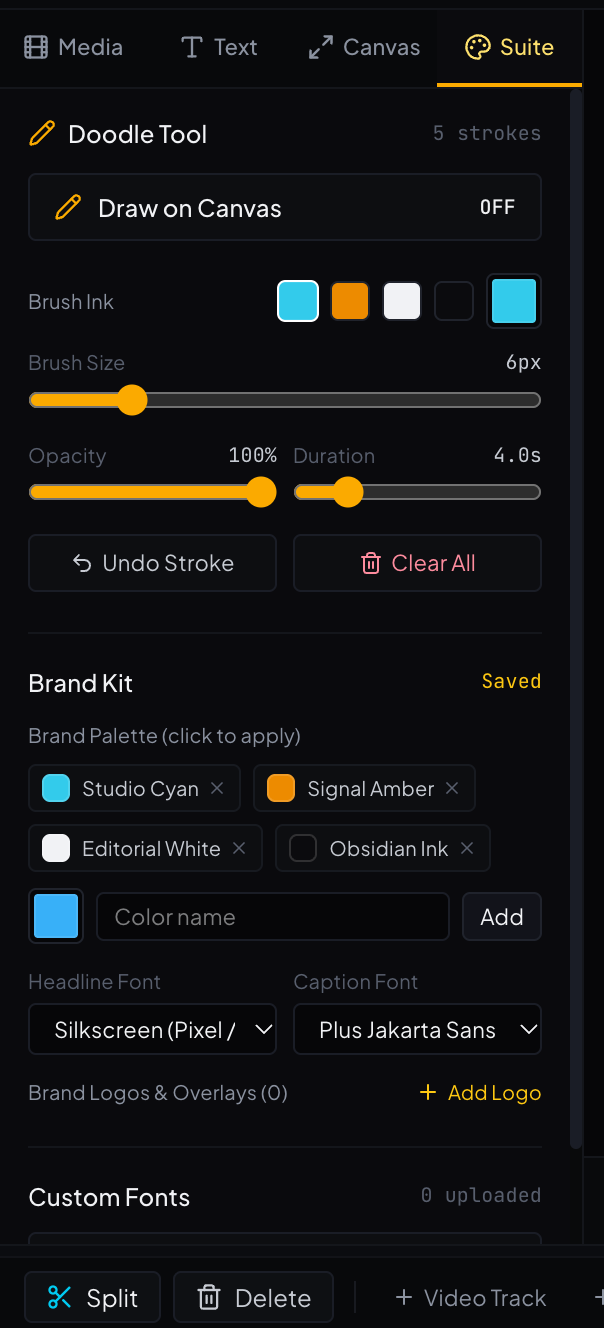 Media Text Canvas Suite
Doodle Tool 5 strokes
Draw on Canvas OFF
Brush Ink
Brush Size 6px
Opacity 100% Duration 4.0s
Undo Stroke Clear All
Brand Kit Saved
Brand Palette (click to apply)
Studio Cyan × Signal Amber ×
Editorial White × Obsidian Ink ×
Color name Add
Headline Font Caption Font
Silkscreen (Pixel / Plus Jakarta Sans
Brand Logos & Overlays (0) + Add Logo
Custom Fonts 0 uploaded
Split Delete + Video Track